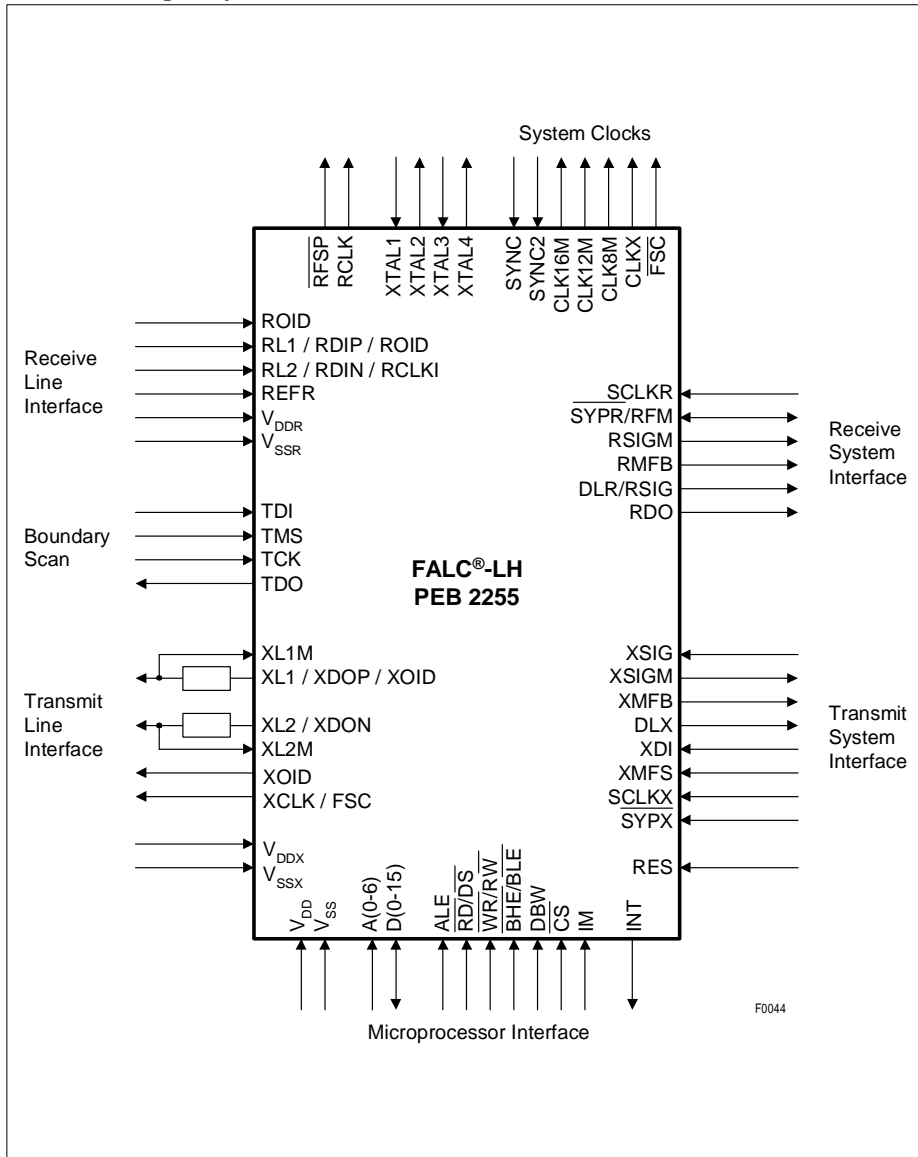 System Clocks
RFSP
RCLK
XTAL1
XTAL2
XTAL3
XTAL4
SYNC
SYNC2
CLK16M
CLK12M
CLK8M
CLKX
FSC
Receive
Line
Interface
ROID
RL1 / RDIP / ROID
RL2 / RDIN / RCLKI
REFR
VDDR
VSSR
Boundary
Scan
TDI
TMS
TCK
TDO
Transmit
Line
Interface
XL1M
XL1 / XDOP / XOID
XL2 / XDON
XL2M
XOID
XCLK / FSC
VDDX
VSSX
FALC®-LH
PEB 2255
SCLKR
SYPR/RFM
RSIGM
RMFB
DLR/RSIG
RDO
Receive
System
Interface
XSIG
XSIGM
XMFB
DLX
XDI
XMFS
SCLKX
SYPX
Transmit
System
Interface
RES
VDD
VSS
A(0-6)
D(0-15)
ALE
RD/DS
WR/RW
BHE/BLE
DBW
CS
IM
INT
Microprocessor Interface
F0044